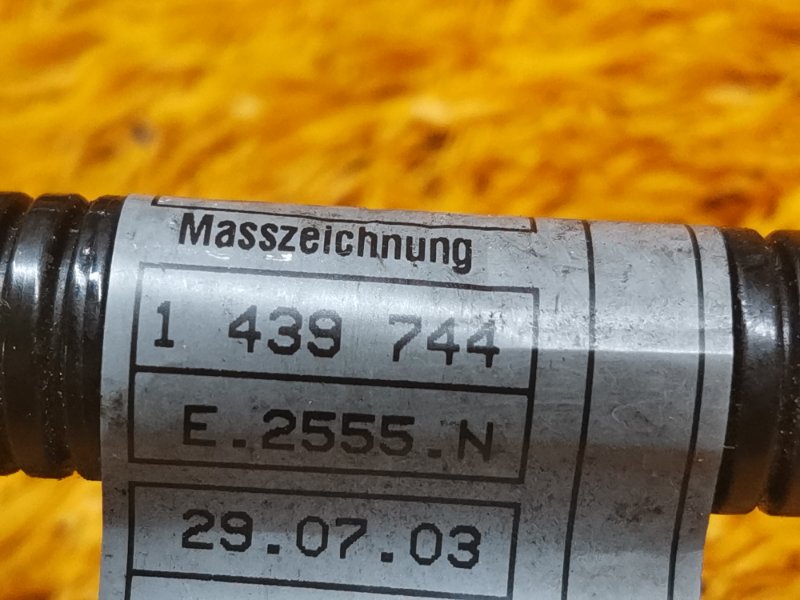 Masszeichnung
1 439 744
E.2555.N
29.07.03